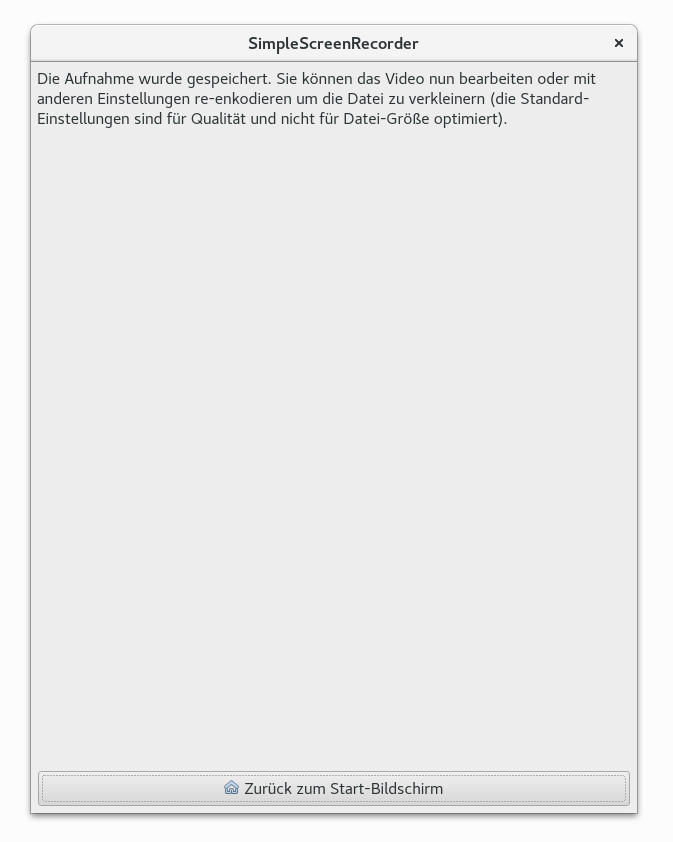 SimpleScreenRecorder
Die Aufnahme wurde gespeichert. Sie können das Video nun bearbeiten oder mit
anderen Einstellungen re-enkodieren um die Datei zu verkleinern (die Standard-
Einstellungen sind für Qualität und nicht für Datei-Größe optimiert).
Zurück zum Start-Bildschirm